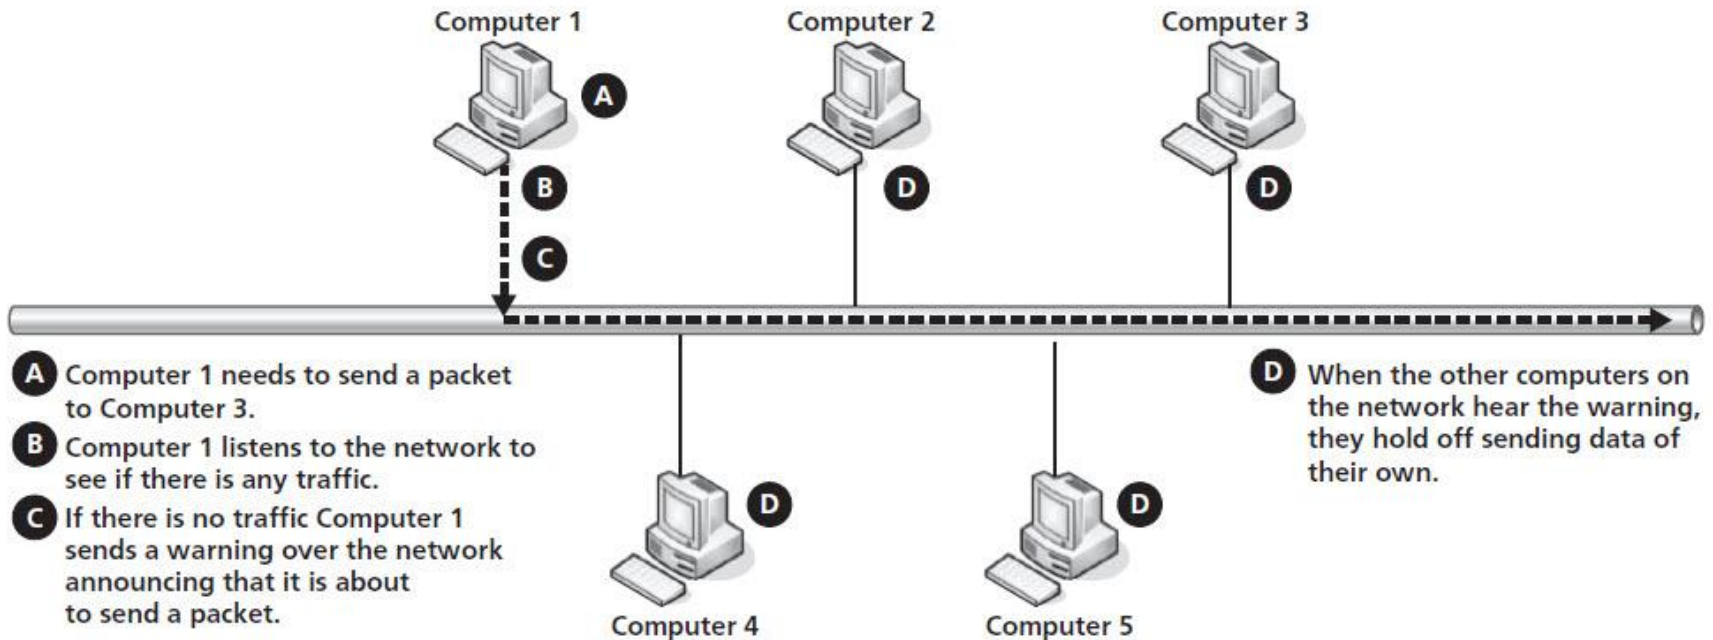 Computer 1
Computer 2
Computer 3
A
B
D
D
C
A Computer 1 needs to send a packet
to Computer 3.
B Computer 1 listens to the network to
see if there is any traffic.
C If there is no traffic Computer 1
sends a warning over the network
announcing that it is about
to send a packet.
D When the other computers on
the network hear the warning,
they hold off sending data of
their own.
D
D
Computer 4
Computer 5